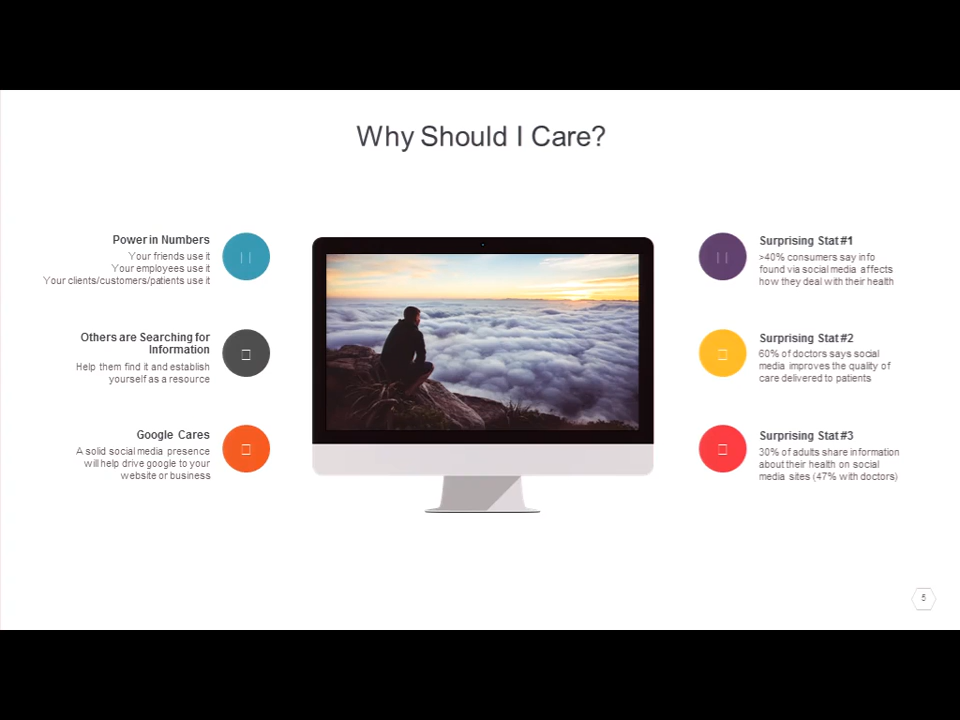 Why Should I Care?
Power in Numbers
Your friends use it
Your employees use it
Your clients/customers/patients use it
Others are Searching for
Information
Help them find it and establish
yourself as a resource
Google Cares
A solid social media presence
will help drive google to your
website or business
Surprising Stat #1
>40% consumers say info
found via social media affects
how they deal with their health
Surprising Stat #2
60% of doctors says social
media improves the quality of
care delivered to patients
Surprising Stat #3
30% of adults share information
about their health on social
media sites (47% with doctors)
5